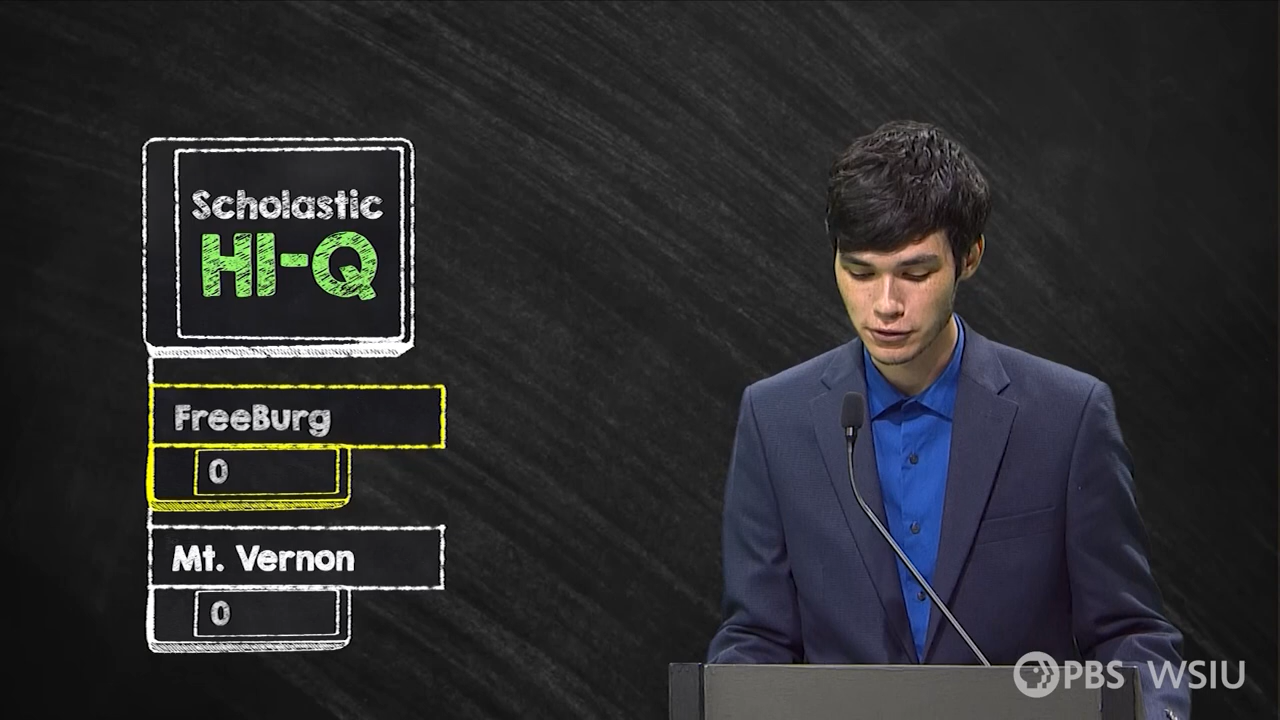 Scholastic
HI-Q
FreeBurg
0
Mt. Vernon
0
PBS WSIU